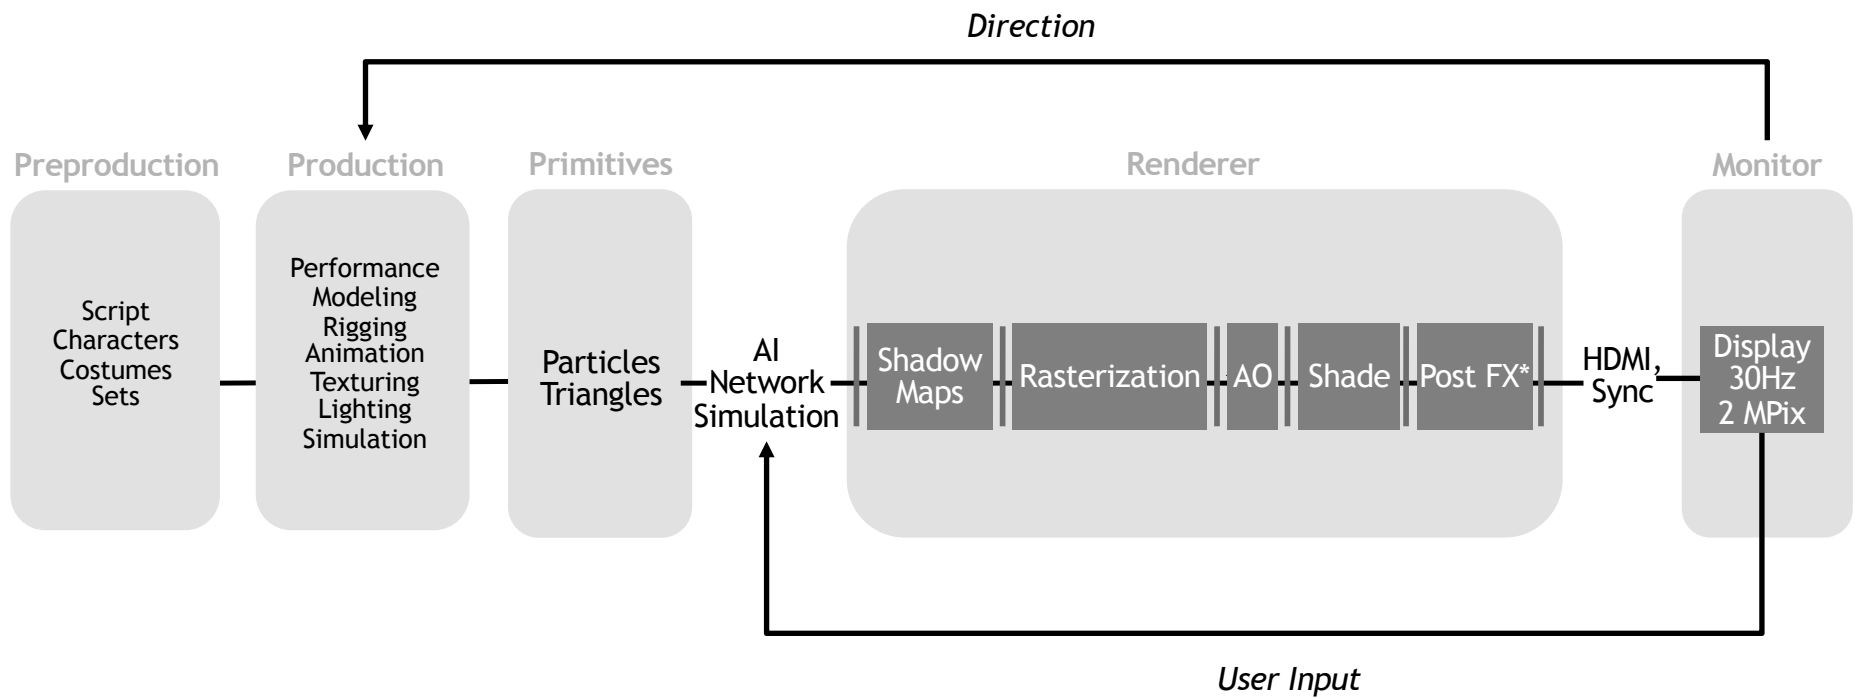 Direction
Preproduction
Production
Primitives
Renderer
Monitor
Script
Characters
Costumes
Sets
Performance
Modeling
Rigging
Animation
Texturing
Lighting
Simulation
Particles
Triangles
AI
Network
Simulation
Shadow
Maps
Rasterization
AO
Shade
Post FX*
HDMI,
Sync
Display
30Hz
2 MPix
User Input